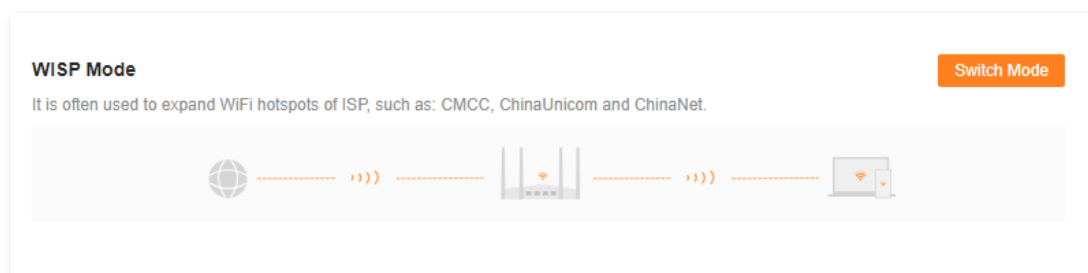 WISP Mode
Switch Mode
It is often used to expand WiFi hotspots of ISP, such as: CMCC, ChinaUnicom and ChinaNet.